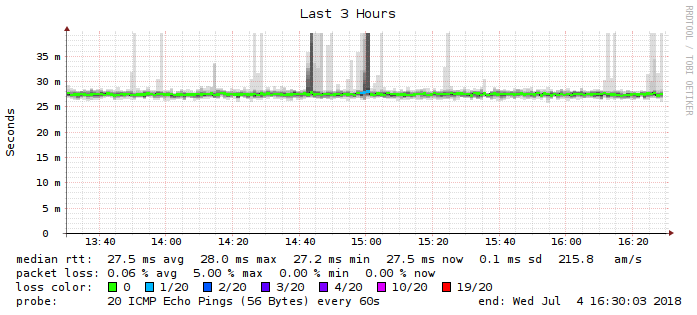 Last 3 Hours
RRDTOOL / TOBI OETIKER
Seconds
35 m
30 m
25 m
20 m
15 m
10 m
5 m
0
13:40 14:00 14:20 14:40 15:00 15:20 15:40 16:00 16:20
median rtt: 27.5 ms avg 28.0 ms max 27.2 ms min 27.5 ms now 0.1 ms sd 215.8 am/s
packet loss: 0.06 % avg 5.00 % max 0.00 % min 0.00 % now
loss color: 0 1/20 2/20 3/20 4/20 10/20 19/20
probe: 20 ICMP Echo Pings (56 Bytes) every 60s end: Wed Jul 4 16:30:03 2018